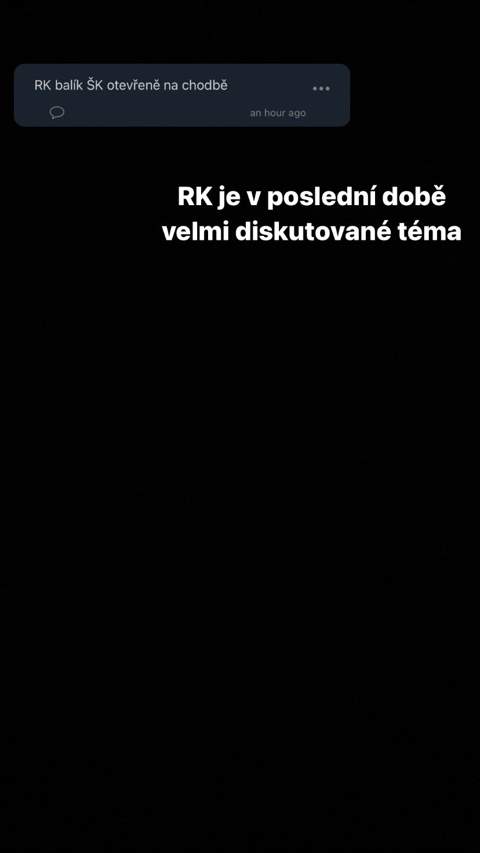 RK balík ŠK otevřeně na chodbě
an hour ago
RK je v poslední době
velmi diskutované téma